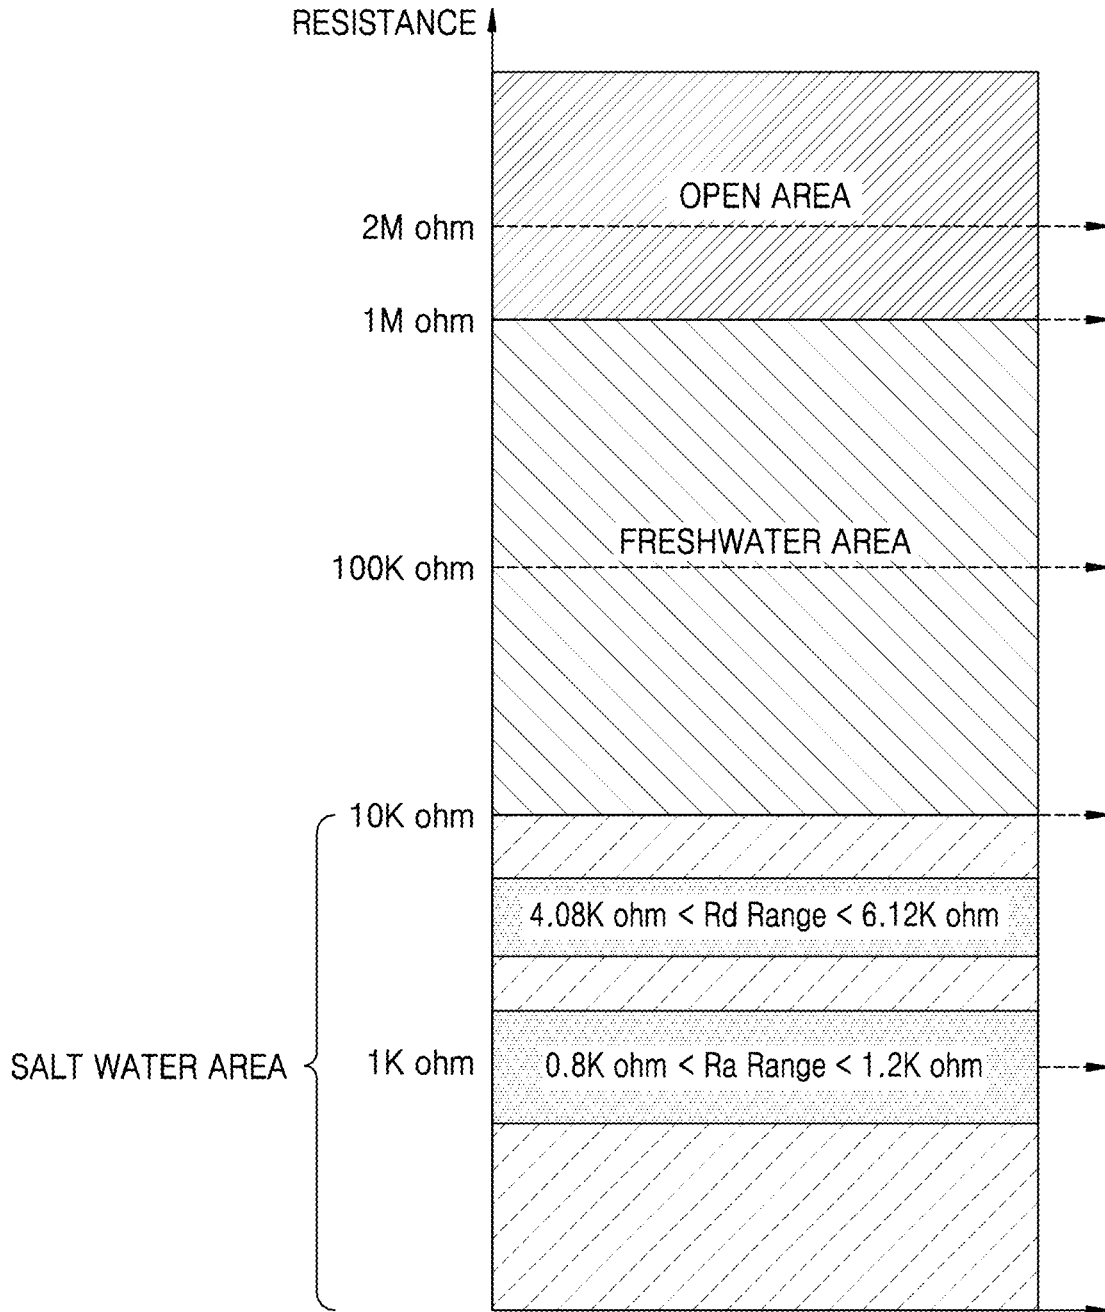 RESISTANCE
OPEN AREA
2M ohm
1M ohm
FRESHWATER AREA
100K ohm
10K ohm
4.08K ohm < Rd Range < 6.12K ohm
SALT WATER AREA
1K ohm
0.8K ohm < Ra Range < 1.2K ohm